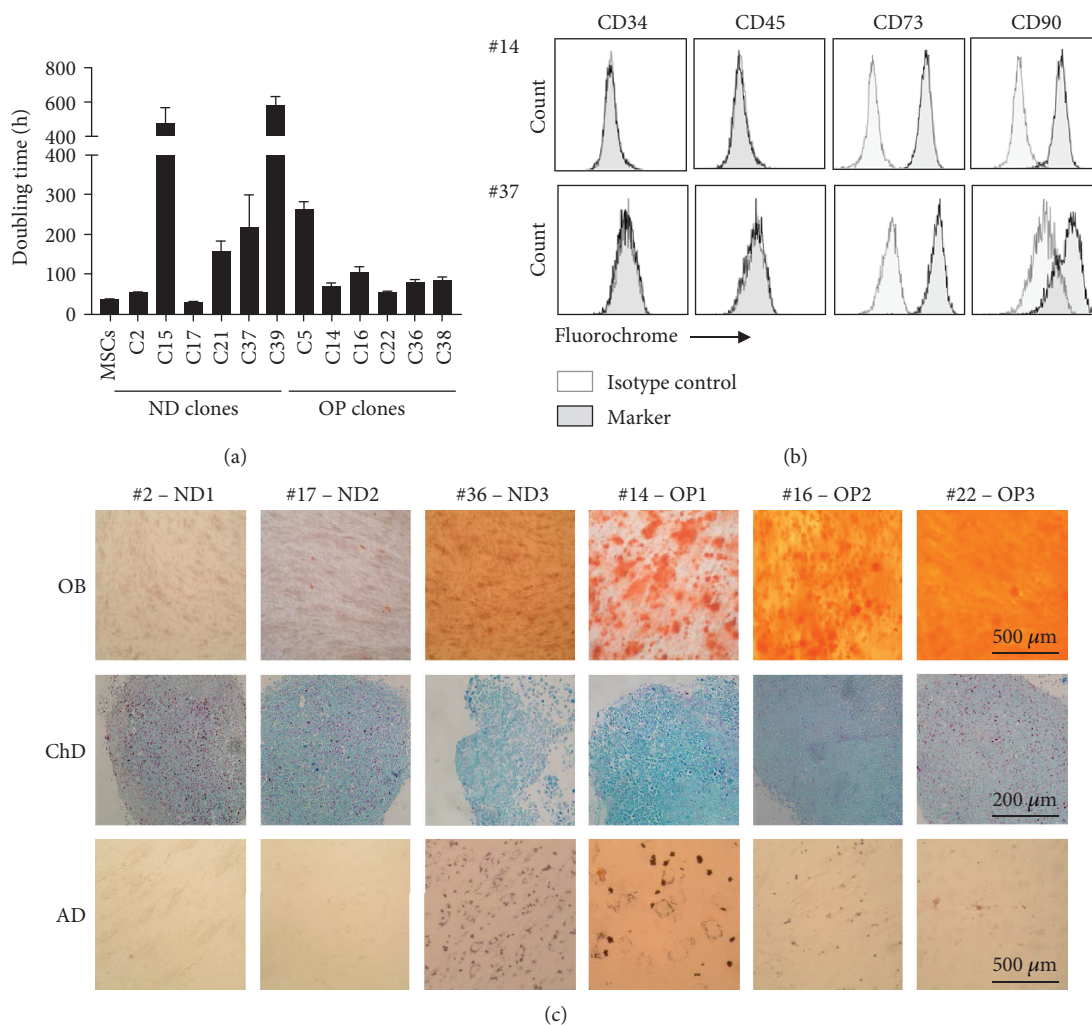 800
600
400
400
300
200
100
0
Doubling time (h)
MSCs
C2
C15
C17
C21
C37
C39
C5
C14
C16
C22
C36
C38
ND clones
OP clones
(a)
CD34 CD45 CD73 CD90
#14
Count
#37
Count
Fluorochrome
Isotype control
Marker
(b)
#2 – ND1 #17 – ND2 #36 – ND3 #14 – OP1 #16 – OP2 #22 – OP3
OB
500 µm
ChD
200 µm
AD
500 µm
(c)